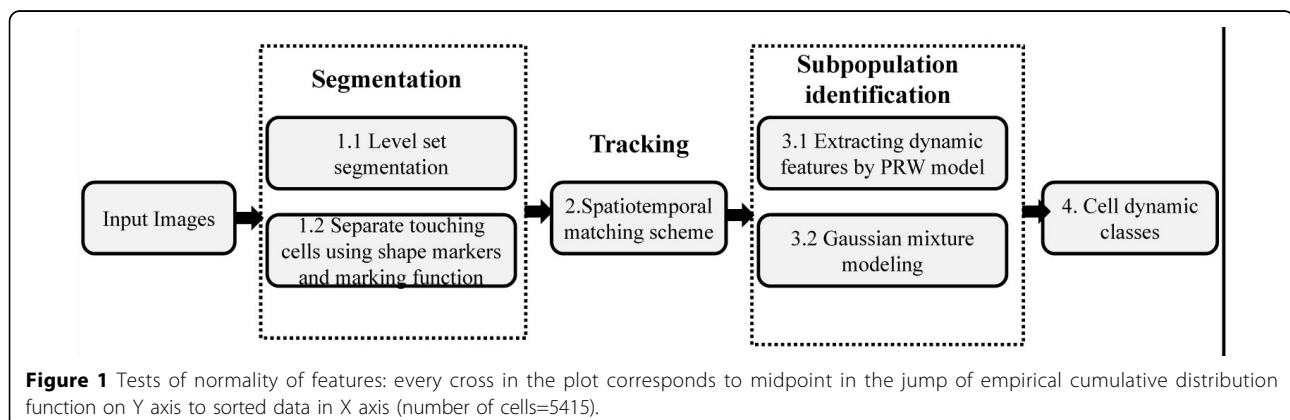 Input Images
Segmentation
1.1 Level set
segmentation
1.2 Separate touching
cells using shape markers
and marking function
Tracking
2.Spatiotemporal
matching scheme
Subpopulation
identification
3.1 Extracting dynamic
features by PRW model
3.2 Gaussian mixture
modeling
4. Cell dynamic
classes
Figure 1 Tests of normality of features: every cross in the plot corresponds to midpoint in the jump of empirical cumulative distribution
function on Y axis to sorted data in X axis (number of cells=5415).